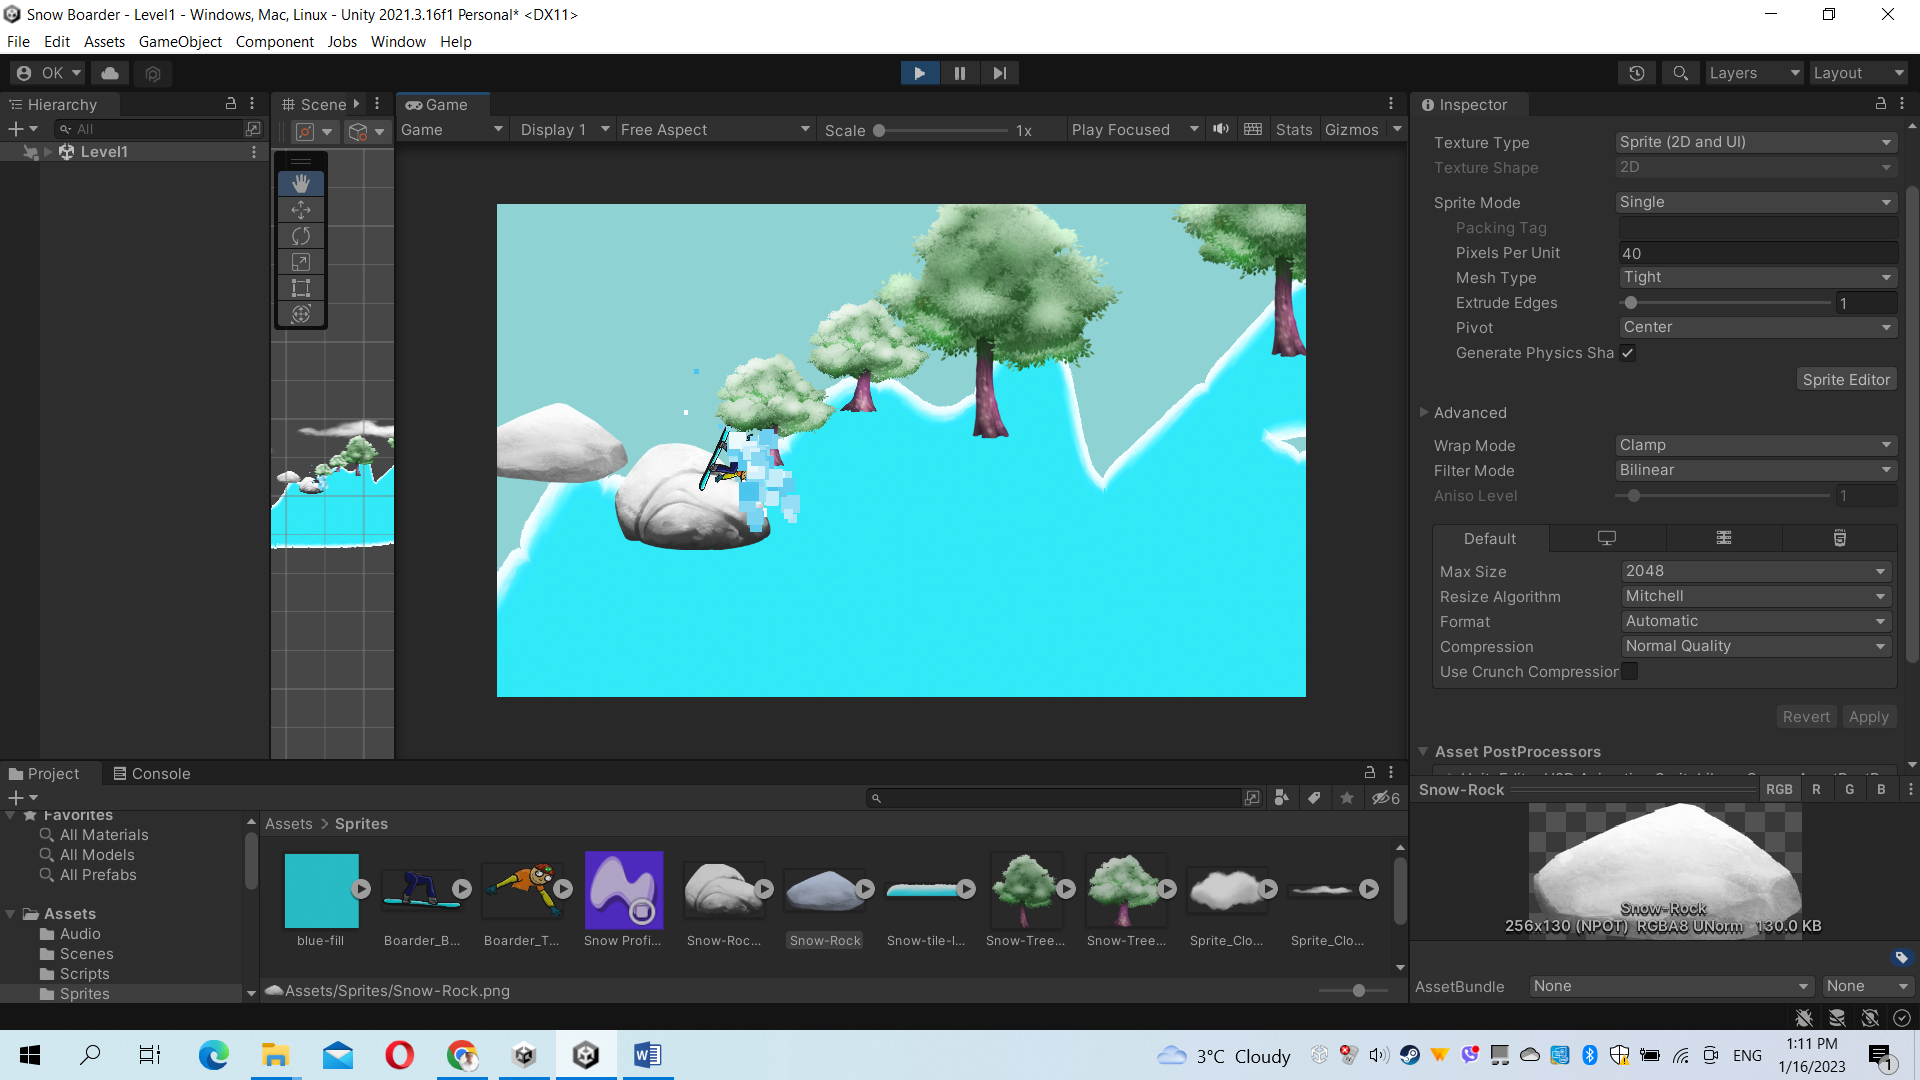 Snow Boarder - Level1 - Windows, Mac, Linux - Unity 2021.3.16f1 Personal* <DX11>
File Edit Assets GameObject Component Jobs Window Help
OK Layers Layout
Hierarchy Scene Game Inspector
All Game Display 1 Free Aspect Scale 1x Play Focused Stats Gizmos
Level1
Texture Type Sprite (2D and UI)
Texture Shape 2D
Sprite Mode Single
Packing Tag
Pixels Per Unit 40
Mesh Type Tight
Extrude Edges 1
Pivot Center
Generate Physics Sha
Sprite Editor
Advanced
Wrap Mode Clamp
Filter Mode Bilinear
Aniso Level 1
Default
Max Size 2048
Resize Algorithm Mitchell
Format Automatic
Compression Normal Quality
Use Crunch Compression
Revert Apply
Asset PostProcessors
Project Console
Snow-Rock RGB R G B
6
Favorites
All Materials
All Models
All Prefabs
Assets
Audio
Scenes
Scripts
Sprites
Assets > Sprites
blue-fill Boarder_B... Boarder_T... Snow Profi... Snow-Roc... Snow-Rock Snow-tile-l... Snow-Tree... Snow-Tree... Sprite_Clo... Sprite_Clo...
Assets/Sprites/Snow-Rock.png
Snow-Rock
256x130 (NPOT) RGBA8 UNorm 130.0 KB
AssetBundle None None
3°C Cloudy ENG 1:11 PM
1/16/2023 1